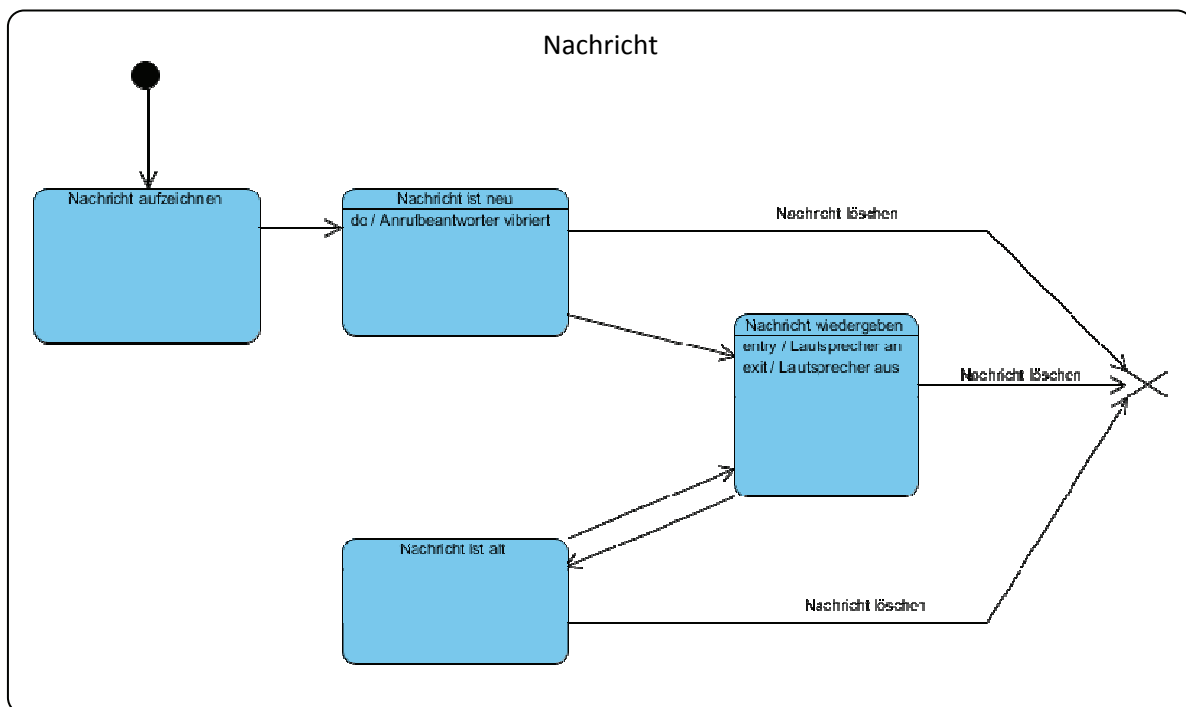 Nachricht
Nachricht aufzeichnen
Nachricht ist neu
do / Anrufbeantworter vibriert
Nachricht löschen
Nachricht wiedergeben
entry / Lautsprecher an
exit / Lautsprecher aus
Nachricht löschen
Nachricht ist alt
Nachricht löschen